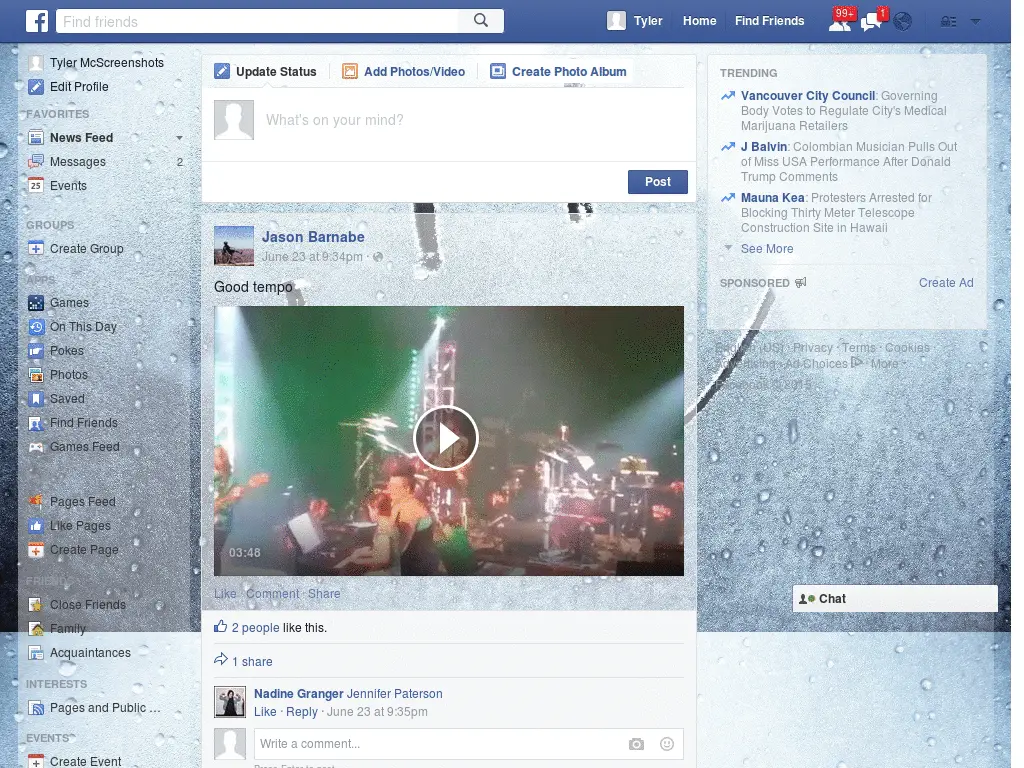 Find friends
Tyler
Home
Find Friends
99+
1
Tyler McScreenshots
Edit Profile
FAVORITES
News Feed
Messages
2
25
Events
GROUPS
Create Group
APPS
Games
On This Day
Pokes
Photos
Saved
Find Friends
Games Feed
Pages Feed
Like Pages
Create Page
FRIENDS
Close Friends
Family
Acquaintances
INTERESTS
Pages and Public ...
EVENTS
Create Event
Update Status
Add Photos/Video
Create Photo Album
What's on your mind?
Post
Jason Barnabe
June 23 at 9:34pm ·
Good tempo
03:48
Like · Comment · Share
2 people like this.
1 share
Nadine Granger Jennifer Paterson
Like · Reply · June 23 at 9:35pm
Write a comment...
Press Enter to post.
TRENDING
Vancouver City Council: Governing
Body Votes to Regulate City's Medical
Marijuana Retailers
J Balvin: Colombian Musician Pulls Out
of Miss USA Performance After Donald
Trump Comments
Mauna Kea: Protesters Arrested for
Blocking Thirty Meter Telescope
Construction Site in Hawaii
See More
SPONSORED
Create Ad
English (US) · Privacy · Terms · Cookies
Advertising · Ad Choices · More
Facebook © 2015
Chat